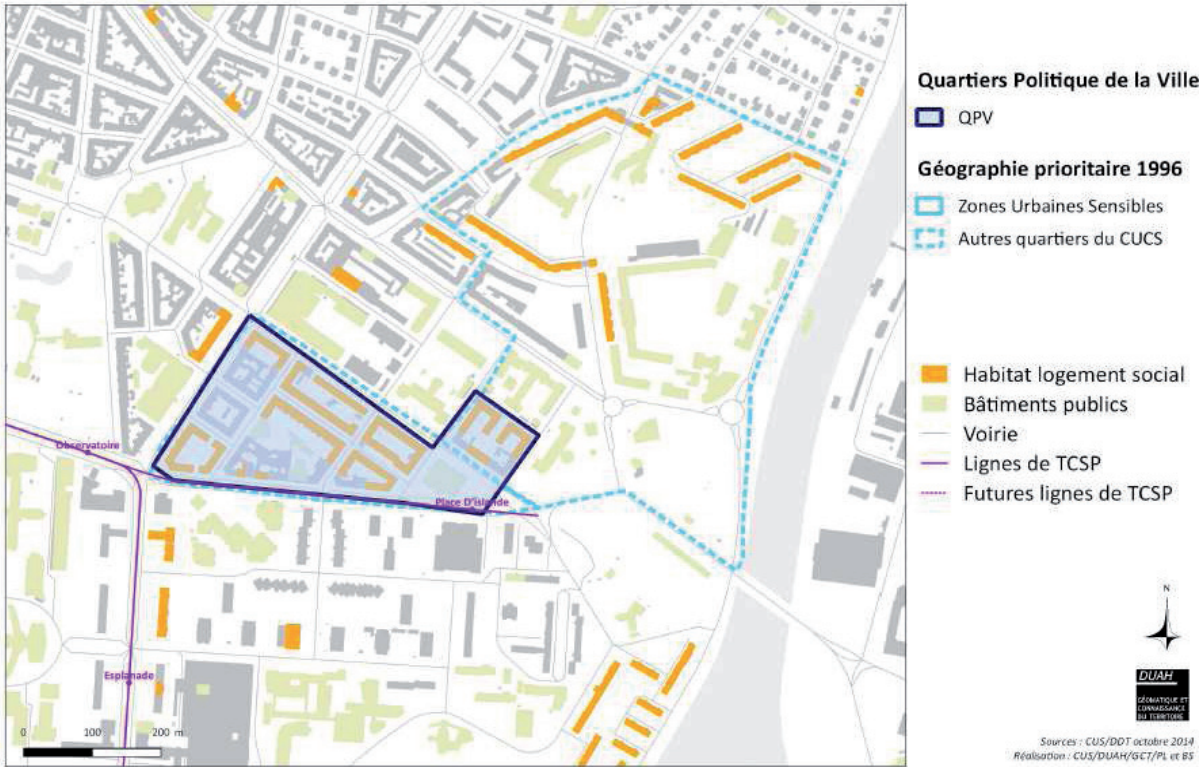 Quartiers Politique de la Ville
QPV
Géographie prioritaire 1996
Zones Urbaines Sensibles
Autres quartiers du CUCS
Habitat logement social
Bâtiments publics
Voirie
Lignes de TCSP
Futures lignes de TCSP
Observatoire
Place D'islande
Esplanade
0 100 200 m
N
DUAH
GÉOMATIQUE ET
CONNAISSANCE
DU TERRITOIRE
Sources : CUS/DDT octobre 2014
Réalisation : CUS/DUAH/GCT/PL et BS